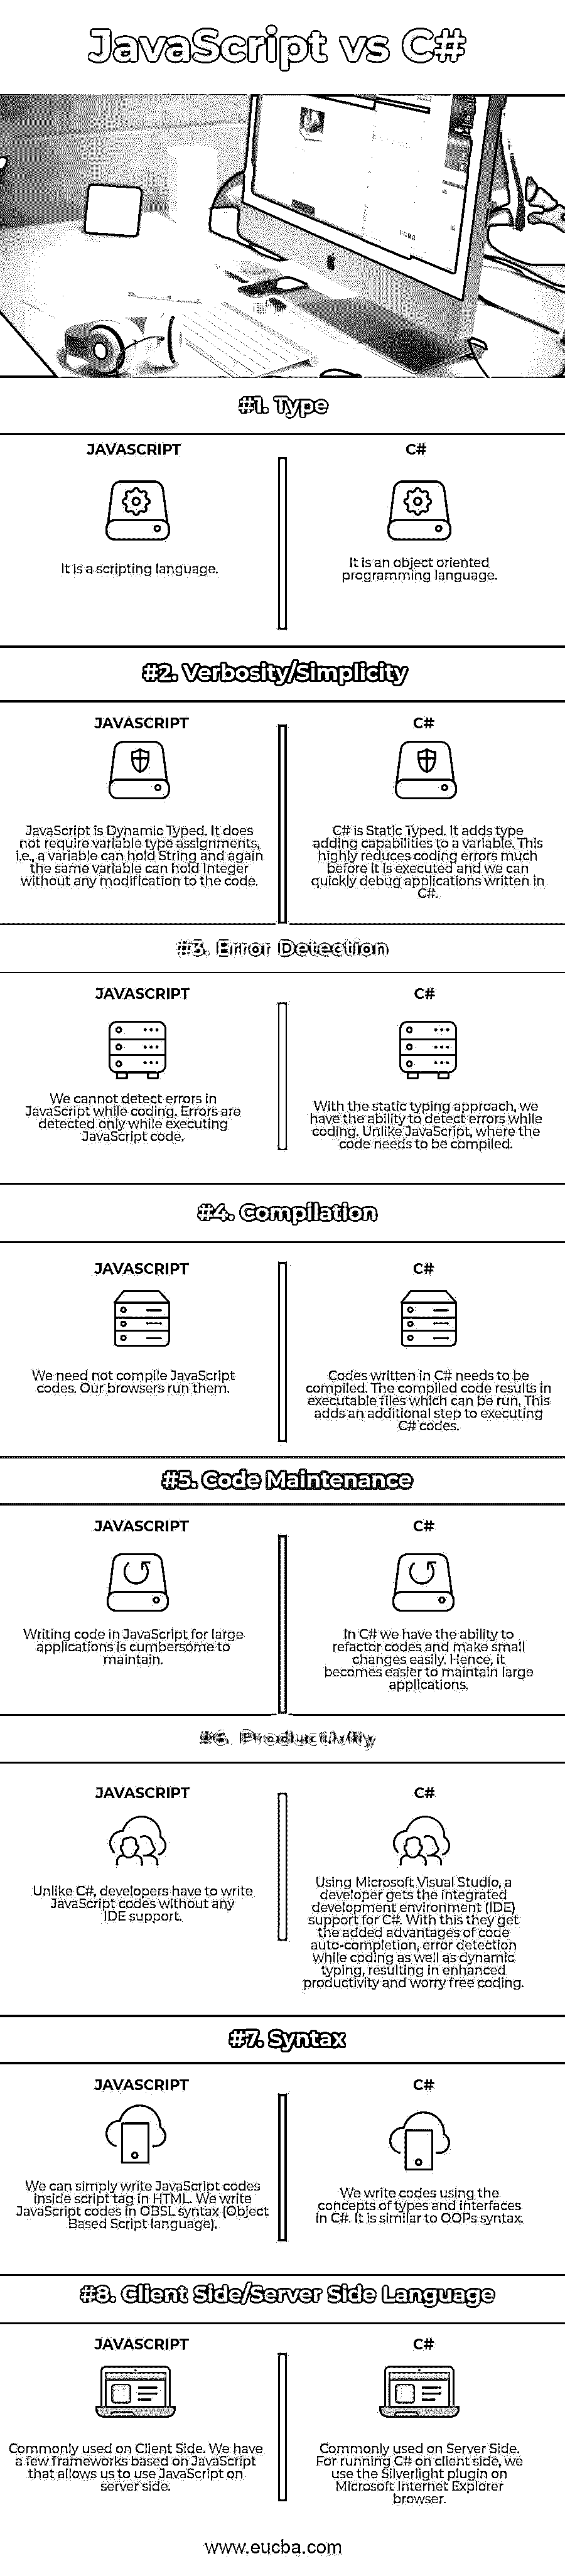 JavaScript vs C#
#1. Type
JAVASCRIPT
It is a scripting language.
C#
It is an object oriented
programming language.
#2. Verbosity/Simplicity
JAVASCRIPT
JavaScript is Dynamic Typed. It does
not require variable type assignments,
i.e., a variable can hold String and again
the same variable can hold Integer
without any modification to the code.
C#
C# is Static Typed. It adds type
adding capabilities to a variable. This
highly reduces coding errors much
before it is executed and we can
quickly debug applications written in
C#.
#3. Error Detection
JAVASCRIPT
We cannot detect errors in
JavaScript while coding. Errors are
detected only while executing
JavaScript code.
C#
With the static typing approach, we
have the ability to detect errors while
coding. Unlike JavaScript, where the
code needs to be compiled.
#4. Compilation
JAVASCRIPT
We need not compile JavaScript
codes. Our browsers run them.
C#
Codes written in C# needs to be
compiled. The compiled code results in
executable files which can be run. This
adds an additional step to executing
C# codes.
#5. Code Maintenance
JAVASCRIPT
Writing code in JavaScript for large
applications is cumbersome to
maintain.
C#
In C# we have the ability to
refactor codes and make small
changes easily. Hence, it
becomes easier to maintain large
applications.
#6. Productivity
JAVASCRIPT
Unlike C#, developers have to write
JavaScript codes without any
IDE support.
C#
Using Microsoft Visual Studio, a
developer gets the integrated
development environment (IDE)
support for C#. With this they get
the added advantages of code
auto-completion, error detection
while coding as well as dynamic
typing, resulting in enhanced
productivity and worry free coding.
#7. Syntax
JAVASCRIPT
We can simply write JavaScript codes
inside script tag in HTML. We write
JavaScript codes in OBSL syntax (Object
Based Script language).
C#
We write codes using the
concepts of types and interfaces
in C#. It is similar to OOPs syntax.
#8. Client Side/Server Side Language
JAVASCRIPT
Commonly used on Client Side. We have
a few frameworks based on JavaScript
that allows us to use JavaScript on
server side.
C#
Commonly used on Server Side.
For running C# on client side, we
use the Silverlight plugin on
Microsoft Internet Explorer
browser.
www.eucba.com